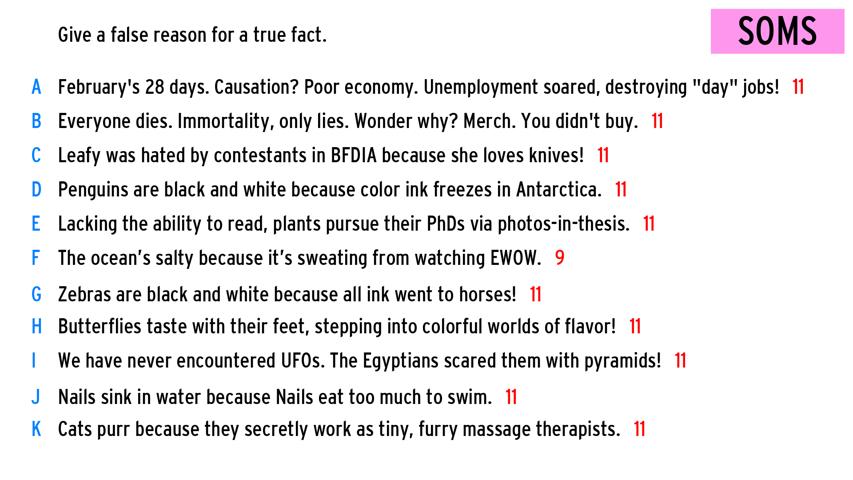 Give a false reason for a true fact.
SOMS
A February's 28 days. Causation? Poor economy. Unemployment soared, destroying "day" jobs! 11
B Everyone dies. Immortality, only lies. Wonder why? Merch. You didn't buy. 11
C Leafy was hated by contestants in BFDIA because she loves knives! 11
D Penguins are black and white because color ink freezes in Antarctica. 11
E Lacking the ability to read, plants pursue their PhDs via photos-in-thesis. 11
F The ocean’s salty because it’s sweating from watching EWOW. 9
G Zebras are black and white because all ink went to horses! 11
H Butterflies taste with their feet, stepping into colorful worlds of flavor! 11
I We have never encountered UFOs. The Egyptians scared them with pyramids! 11
J Nails sink in water because Nails eat too much to swim. 11
K Cats purr because they secretly work as tiny, furry massage therapists. 11